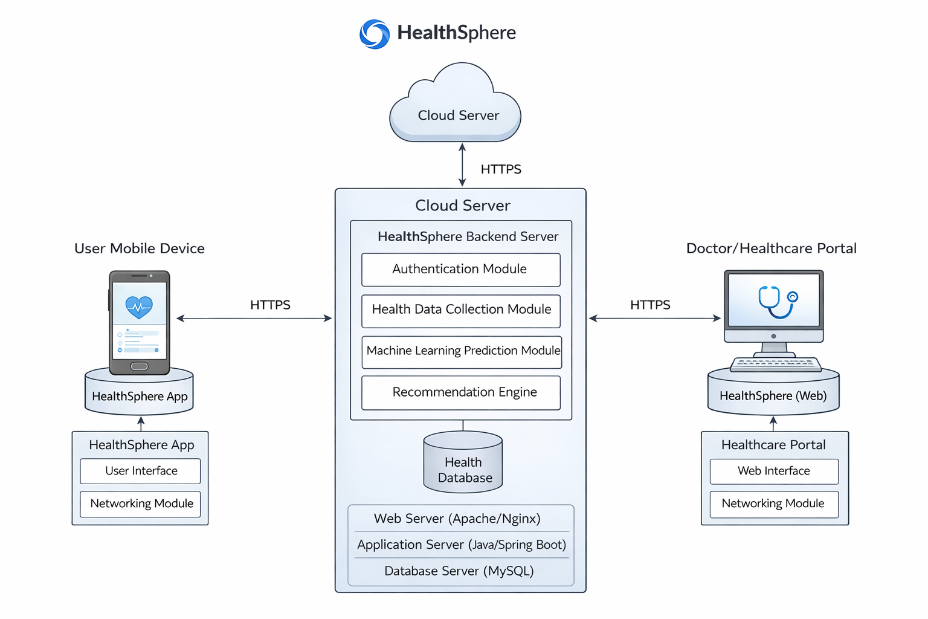 HealthSphere
Cloud Server
HTTPS
Cloud Server
HealthSphere Backend Server
Authentication Module
Health Data Collection Module
Machine Learning Prediction Module
Recommendation Engine
Health
Database
Web Server (Apache/Nginx)
Application Server (Java/Spring Boot)
Database Server (MySQL)
User Mobile Device
HTTPS
HealthSphere App
HealthSphere App
User Interface
Networking Module
Doctor/Healthcare Portal
HTTPS
HealthSphere (Web)
Healthcare Portal
Web Interface
Networking Module